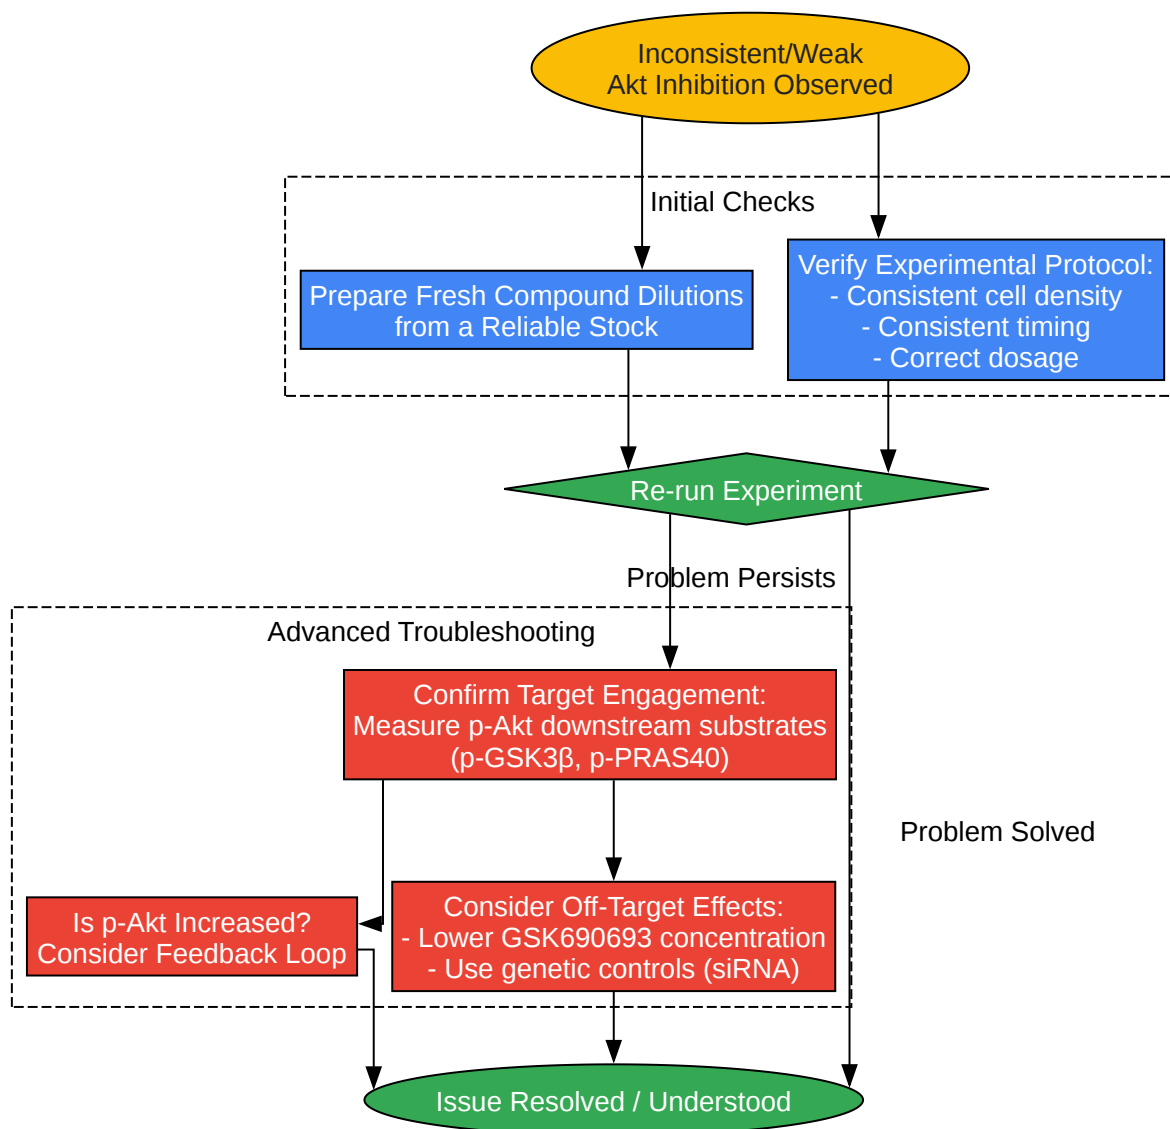 Inconsistent/Weak
Akt Inhibition Observed
Initial Checks
Prepare Fresh Compound Dilutions
from a Reliable Stock
Verify Experimental Protocol:
- Consistent cell density
- Consistent timing
- Correct dosage
Re-run Experiment
Problem Persists
Advanced Troubleshooting
Confirm Target Engagement:
Measure p-Akt downstream substrates
(p-GSK3β, p-PRAS40)
Problem Solved
Is p-Akt Increased?
Consider Feedback Loop
Consider Off-Target Effects:
- Lower GSK690693 concentration
- Use genetic controls (siRNA)
Issue Resolved / Understood